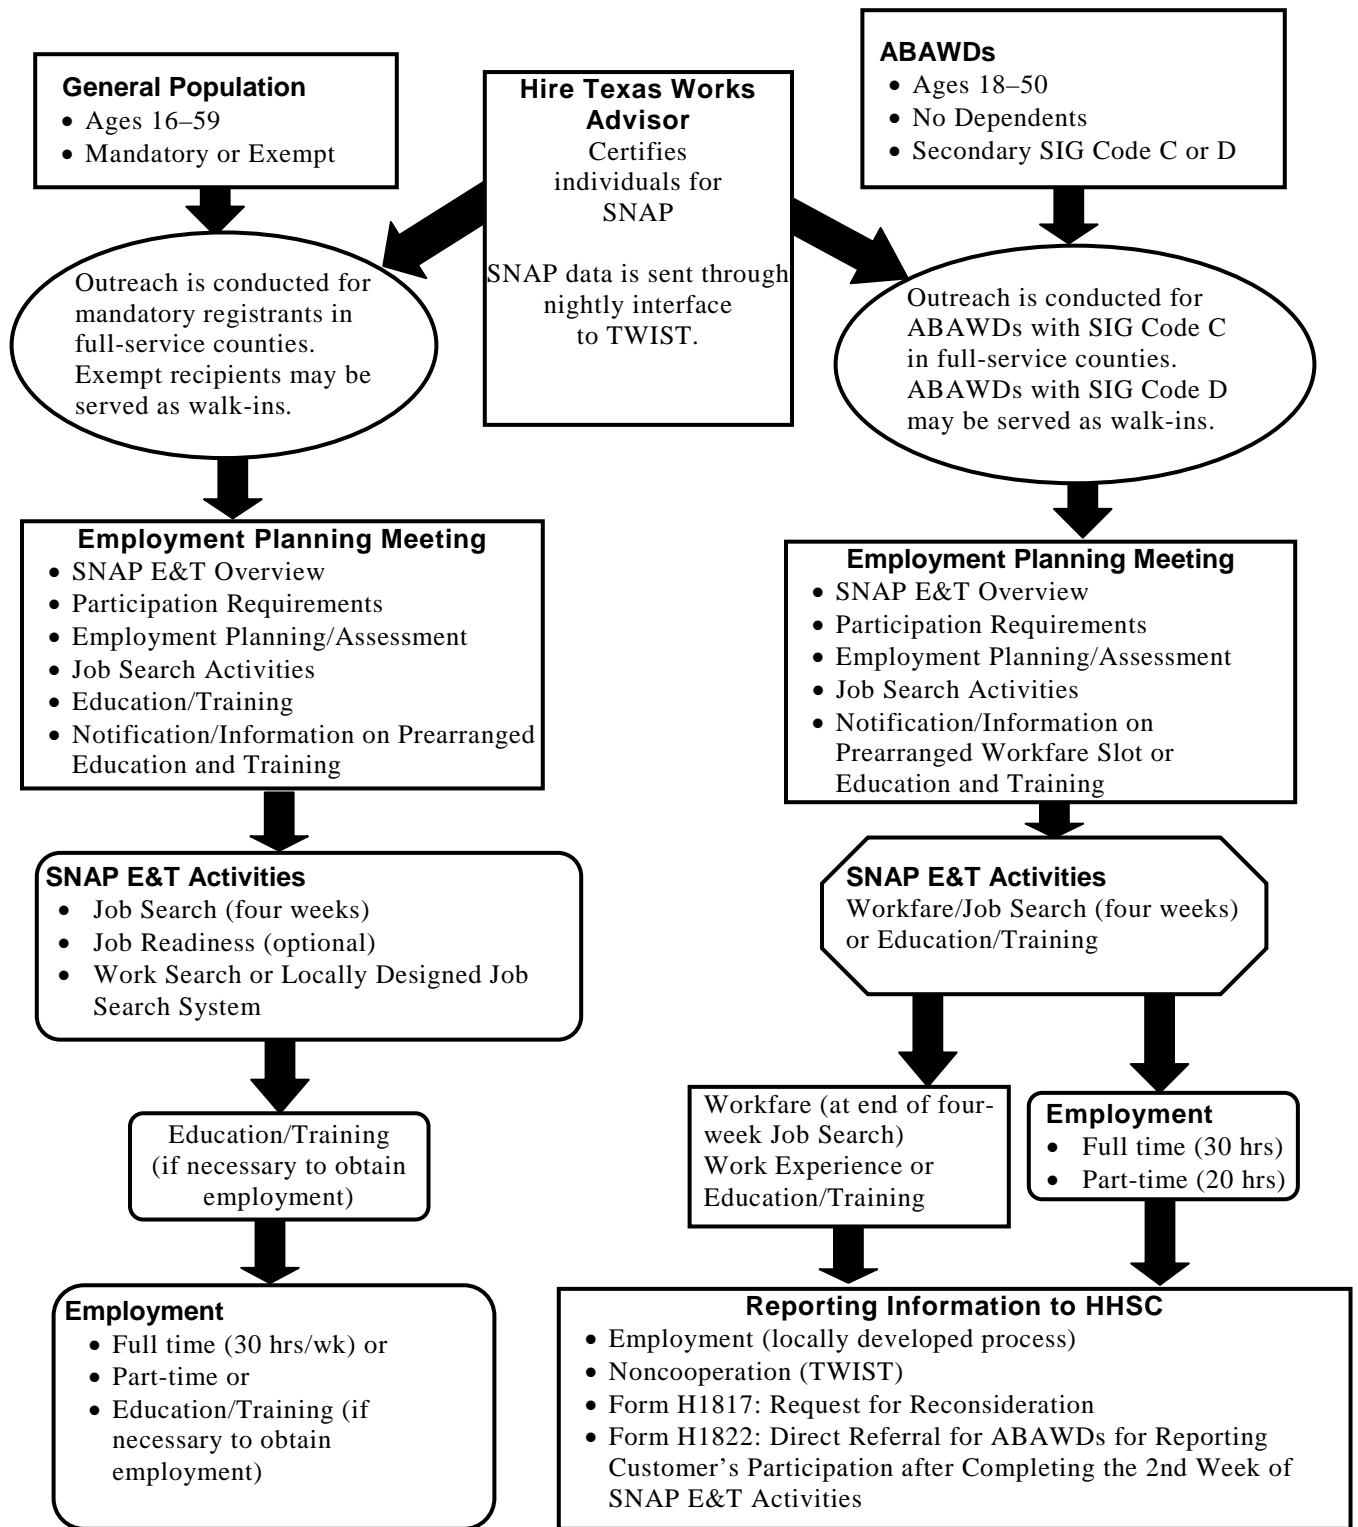 General Population
• Ages 16–59
• Mandatory or Exempt
Hire Texas Works
Advisor
Certifies
individuals for
SNAP
SNAP data is sent through
nightly interface
to TWIST.
ABAWDs
• Ages 18–50
• No Dependents
• Secondary SIG Code C or D
Outreach is conducted for
mandatory registrants in
full-service counties.
Exempt recipients may be
served as walk-ins.
Outreach is conducted for
ABAWDs with SIG Code C
in full-service counties.
ABAWDs with SIG Code D
may be served as walk-ins.
Employment Planning Meeting
• SNAP E&T Overview
• Participation Requirements
• Employment Planning/Assessment
• Job Search Activities
• Education/Training
• Notification/Information on Prearranged
Education and Training
Employment Planning Meeting
• SNAP E&T Overview
• Participation Requirements
• Employment Planning/Assessment
• Job Search Activities
• Notification/Information on
Prearranged Workfare Slot or
Education and Training
SNAP E&T Activities
• Job Search (four weeks)
• Job Readiness (optional)
• Work Search or Locally Designed Job
Search System
SNAP E&T Activities
Workfare/Job Search (four weeks)
or Education/Training
Education/Training
(if necessary to obtain
employment)
Workfare (at end of four-
week Job Search)
Work Experience or
Education/Training
Employment
• Full time (30 hrs)
• Part-time (20 hrs)
Employment
• Full time (30 hrs/wk) or
• Part-time or
• Education/Training (if
necessary to obtain
employment)
Reporting Information to HHSC
• Employment (locally developed process)
• Noncooperation (TWIST)
• Form H1817: Request for Reconsideration
• Form H1822: Direct Referral for ABAWDs for Reporting
Customer’s Participation after Completing the 2nd Week of
SNAP E&T Activities